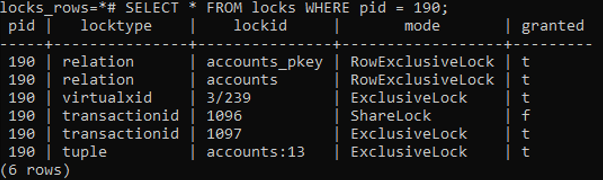 locks_rows=*# SELECT * FROM locks WHERE pid = 190;
 pid |   locktype    |    lockid     |       mode       | granted
-----+---------------+---------------+------------------+---------
 190 | relation      | accounts_pkey | RowExclusiveLock | t
 190 | relation      | accounts      | RowExclusiveLock | t
 190 | virtualxid    | 3/239         | ExclusiveLock    | t
 190 | transactionid | 1096          | ShareLock        | f
 190 | transactionid | 1097          | ExclusiveLock    | t
 190 | tuple         | accounts:13   | ExclusiveLock    | t
(6 rows)